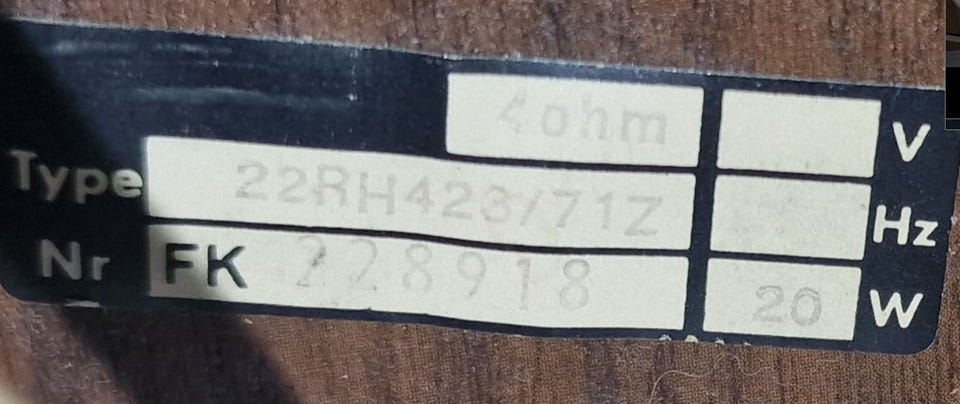 4ohm V
Type 22RH423/71Z Hz
Nr FK 228918 20 W